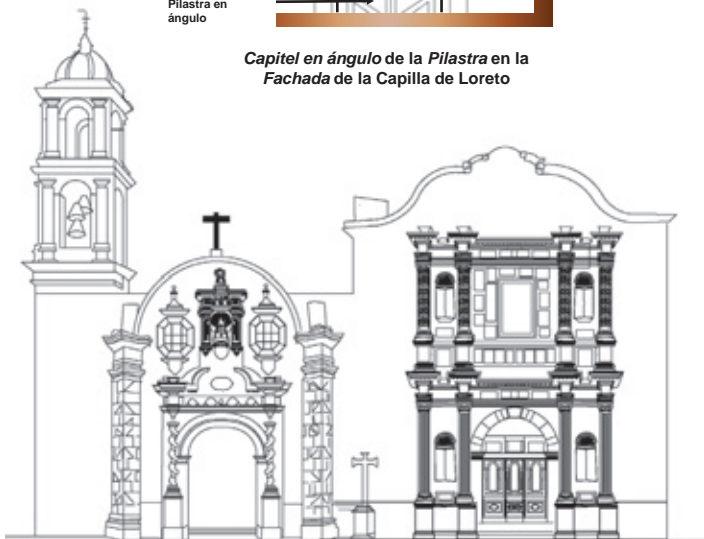 Pilastra en
ángulo
Capitel en ángulo de la Pilastra en la
Fachada de la Capilla de Loreto